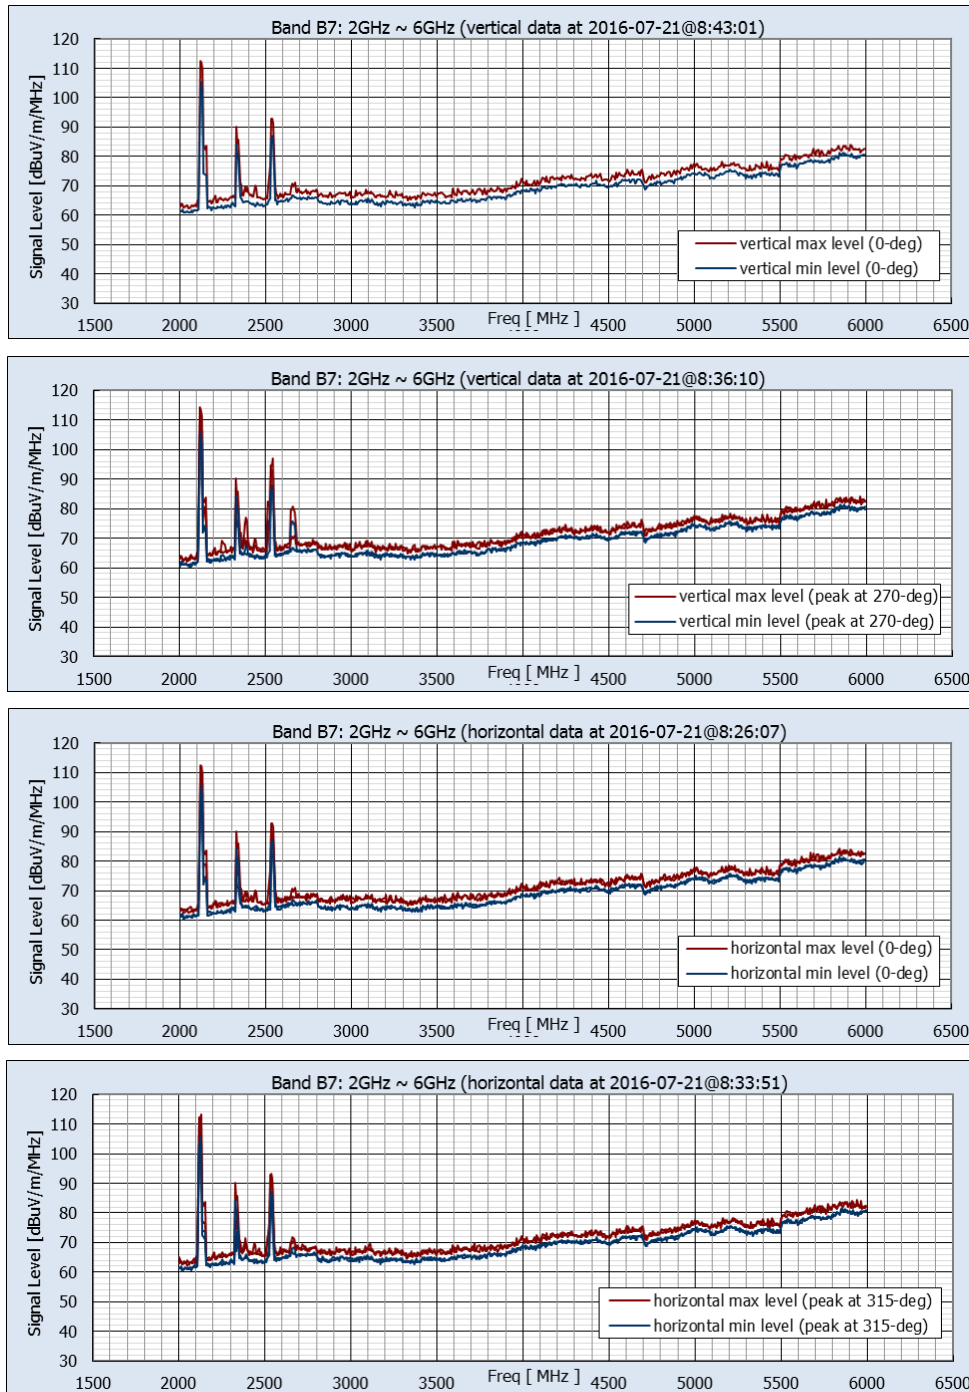 Band B7: 2GHz ~ 6GHz (vertical data at 2016-07-21@8:43:01)
Signal Level [dBuV/m/MHz]
120
110
100
90
80
70
60
50
40
30
vertical max level (0-deg)
vertical min level (0-deg)
Freq [ MHz ]
1500 2000 2500 3000 3500 4500 5000 5500 6000 6500
Band B7: 2GHz ~ 6GHz (vertical data at 2016-07-21@8:36:10)
Signal Level [dBuV/m/MHz]
120
110
100
90
80
70
60
50
40
30
vertical max level (peak at 270-deg)
vertical min level (peak at 270-deg)
Freq [ MHz ]
1500 2000 2500 3000 3500 4500 5000 5500 6000 6500
Band B7: 2GHz ~ 6GHz (horizontal data at 2016-07-21@8:26:07)
Signal Level [dBuV/m/MHz]
120
110
100
90
80
70
60
50
40
30
horizontal max level (0-deg)
horizontal min level (0-deg)
Freq [ MHz ]
1500 2000 2500 3000 3500 4500 5000 5500 6000 6500
Band B7: 2GHz ~ 6GHz (horizontal data at 2016-07-21@8:33:51)
Signal Level [dBuV/m/MHz]
120
110
100
90
80
70
60
50
40
30
horizontal max level (peak at 315-deg)
horizontal min level (peak at 315-deg)
Freq [ MHz ]
1500 2000 2500 3000 3500 4500 5000 5500 6000 6500